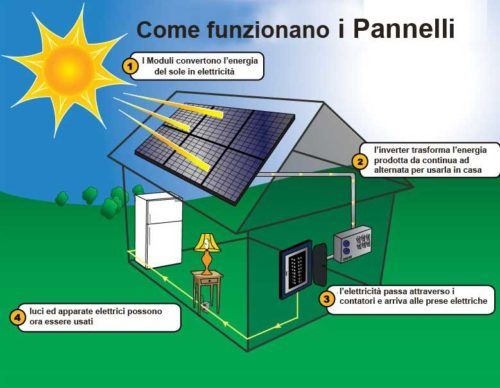 Come funzionano i Pannelli
1 I Moduli convertono l'energia
del sole in elettricità
2 l'inverter trasforma l'energia
prodotta da continua ad
alternata per usarla in casa
3 l'elettricità passa attraverso i
contatori e arriva alle prese elettriche
4 luci ed apparate elettrici possono
ora essere usati